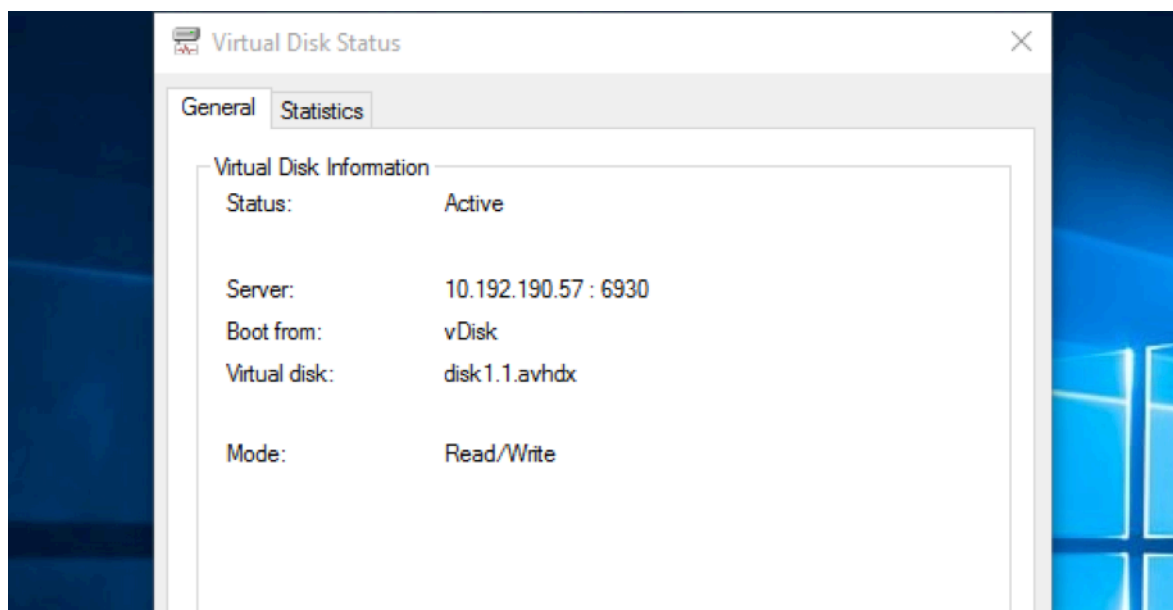 Virtual Disk Status
General Statistics
Virtual Disk Information
Status: Active
Server: 10.192.190.57 : 6930
Boot from: vDisk
Virtual disk: disk1.1.avhdx
Mode: Read/Write